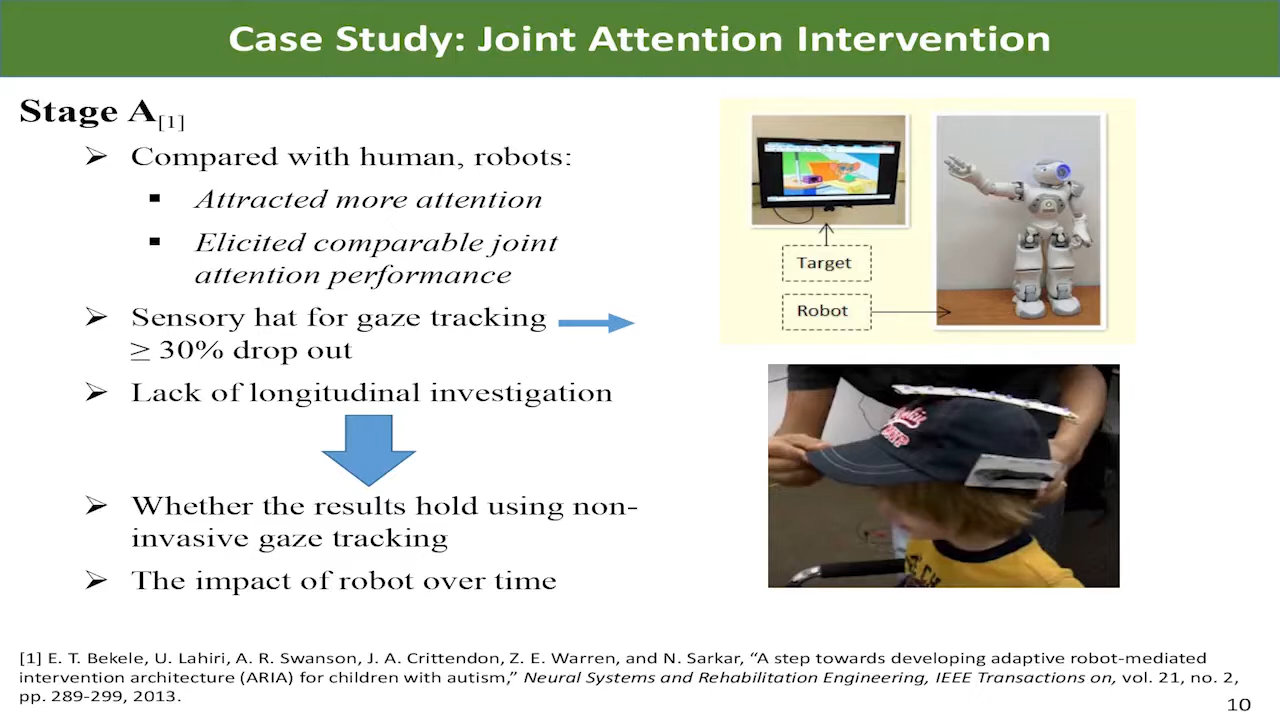 Case Study: Joint Attention Intervention
Stage A[1]
➢ Compared with human, robots:
▪ Attracted more attention
▪ Elicited comparable joint
attention performance
➢ Sensory hat for gaze tracking
≥ 30% drop out
➢ Lack of longitudinal investigation
➢ Whether the results hold using non-
invasive gaze tracking
➢ The impact of robot over time
Target
Robot
[1] E. T. Bekele, U. Lahiri, A. R. Swanson, J. A. Crittendon, Z. E. Warren, and N. Sarkar, “A step towards developing adaptive robot-mediated
intervention architecture (ARIA) for children with autism,” Neural Systems and Rehabilitation Engineering, IEEE Transactions on, vol. 21, no. 2,
pp. 289-299, 2013.
10